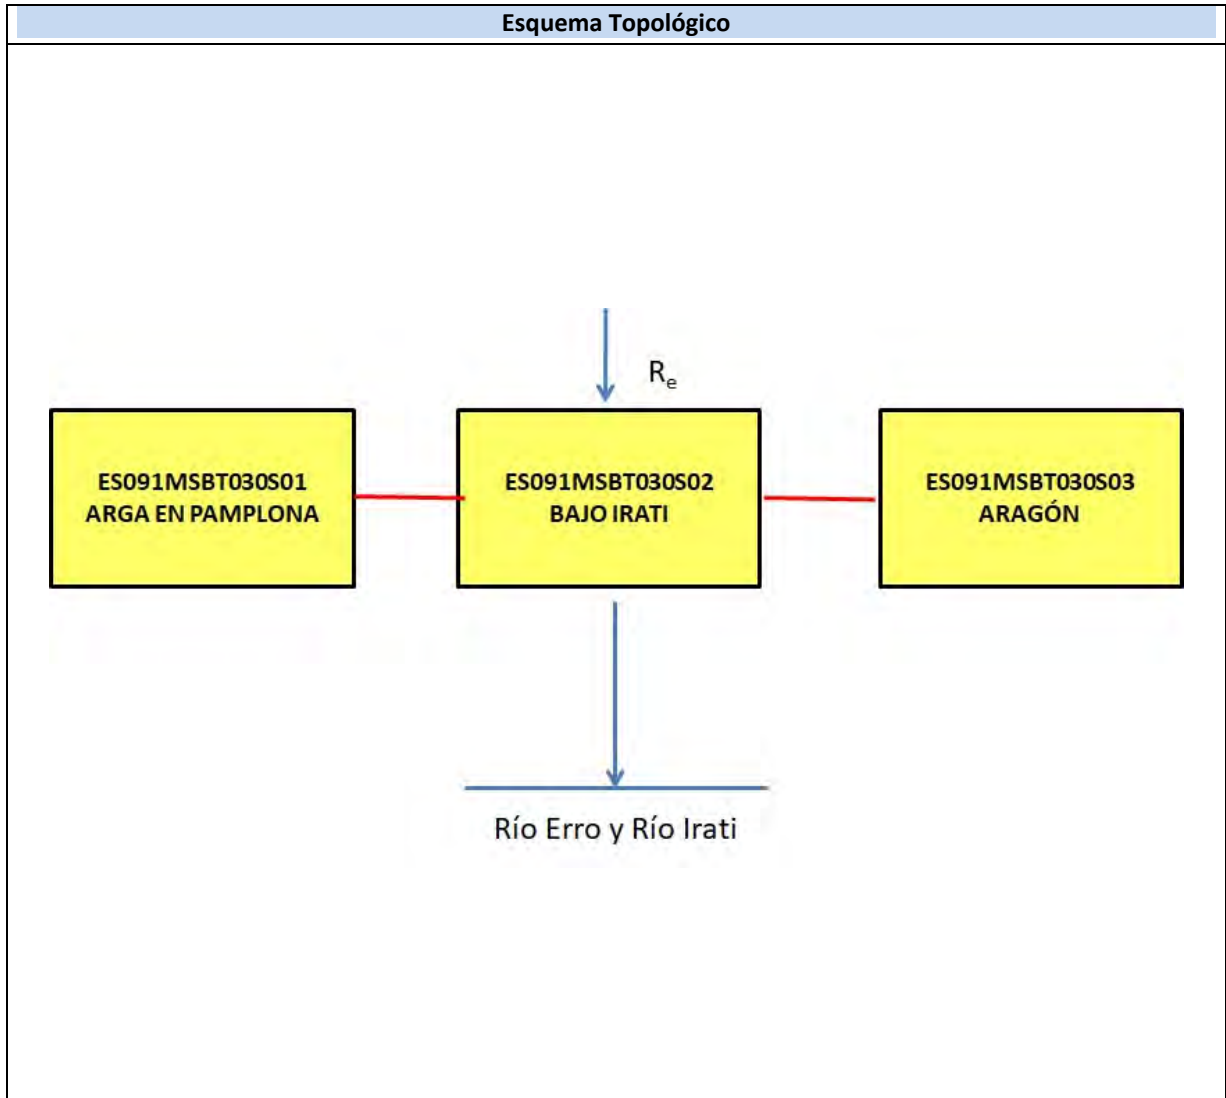 Esquema Topológico
Rₑ
ES091MSBT030S01
ARGA EN PAMPLONA
ES091MSBT030S02
BAJO IRATI
ES091MSBT030S03
ARAGÓN
Río Erro y Río Irati